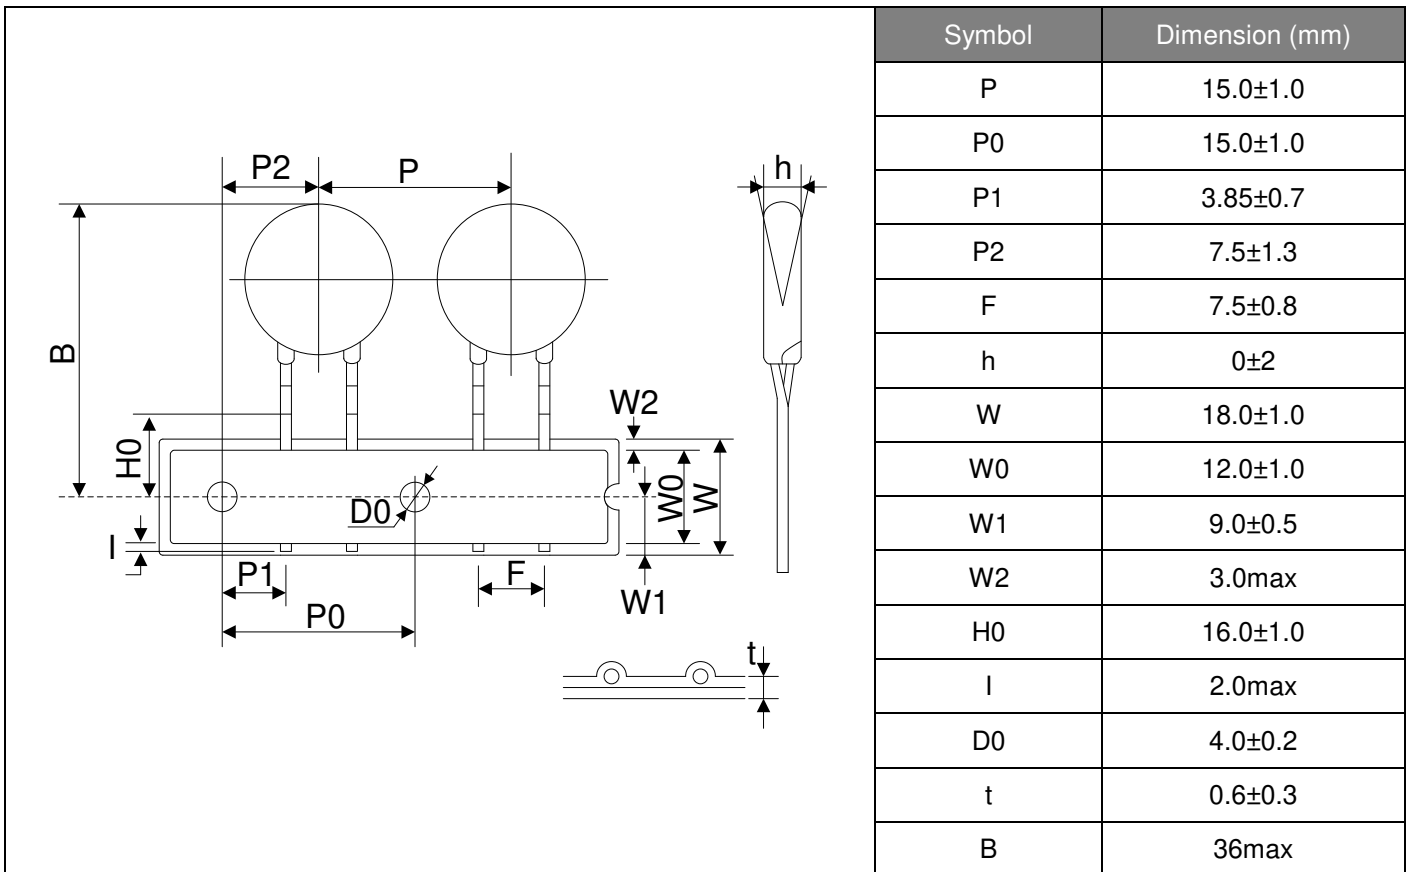 P2
P
h
B
H0
W2
D0
W0
W
I
P1
F
W1
P0
t
Symbol Dimension (mm)
P 15.0±1.0
P0 15.0±1.0
P1 3.85±0.7
P2 7.5±1.3
F 7.5±0.8
h 0±2
W 18.0±1.0
W0 12.0±1.0
W1 9.0±0.5
W2 3.0max
H0 16.0±1.0
I 2.0max
D0 4.0±0.2
t 0.6±0.3
B 36max